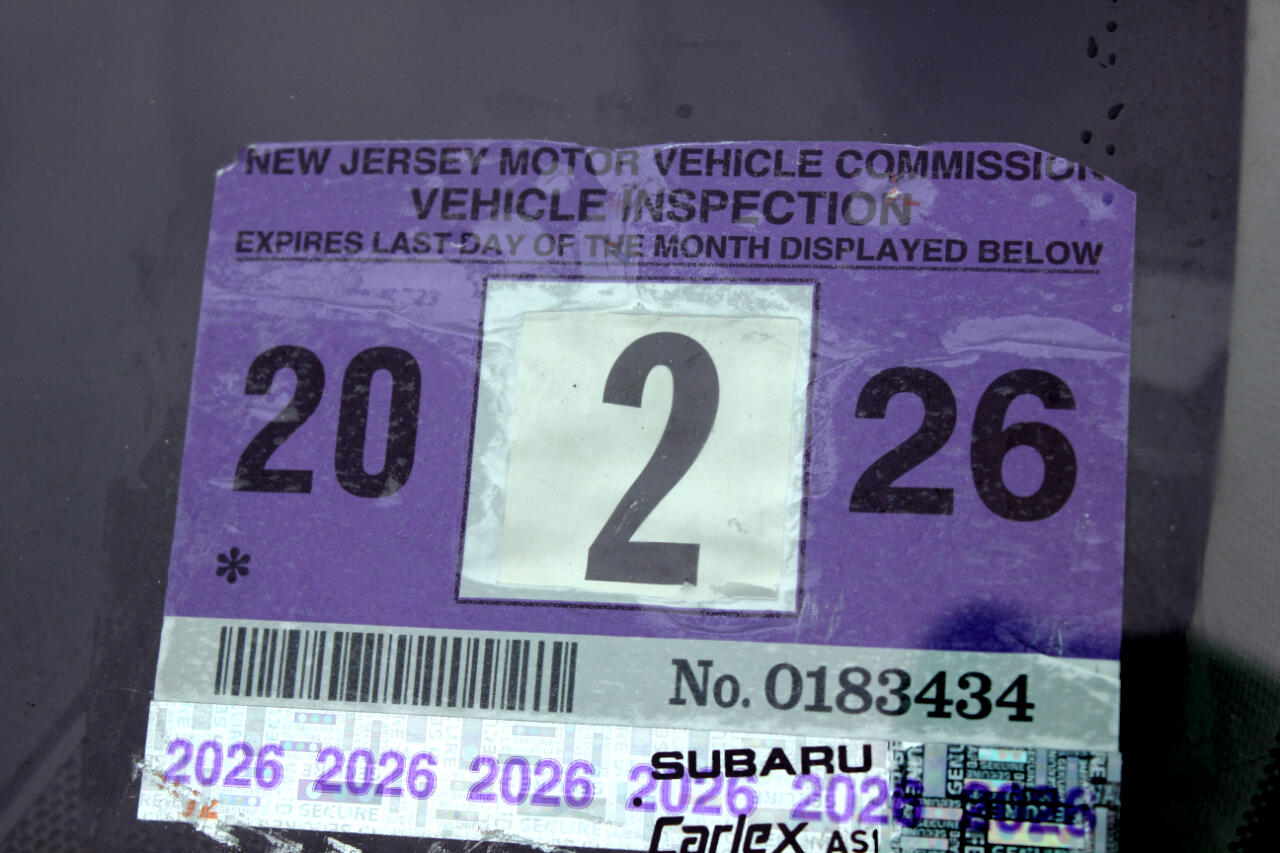 NEW JERSEY MOTOR VEHICLE COMMISSION
VEHICLE INSPECTION
EXPIRES LAST DAY OF THE MONTH DISPLAYED BELOW
20 2 26
*
No. 0183434
2026 2026 2026 2026 2026 2026
SUBARU
Carlex AS1
SECURE